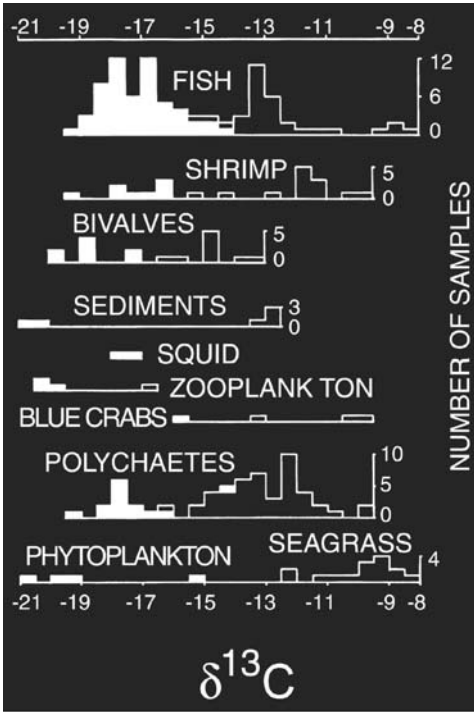 -21 -19 -17 -15 -13 -11 -9 -8
FISH
12
6
0
SHRIMP
5
0
BIVALVES
5
0
SEDIMENTS
3
0
SQUID
ZOOPLANK TON
BLUE CRABS
POLYCHAETES
10
5
0
PHYTOPLANKTON
SEAGRASS
4
-21 -19 -17 -15 -13 -11 -9 -8
δ13C
NUMBER OF SAMPLES